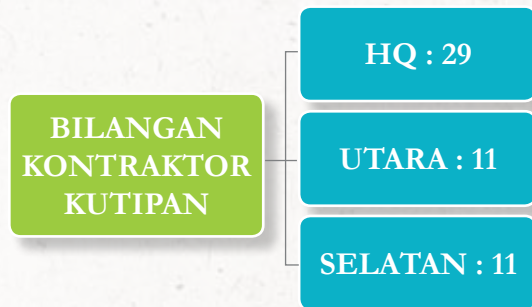 BILANGAN
KONTRAKTOR
KUTIPAN
HQ : 29
UTARA : 11
SELATAN : 11